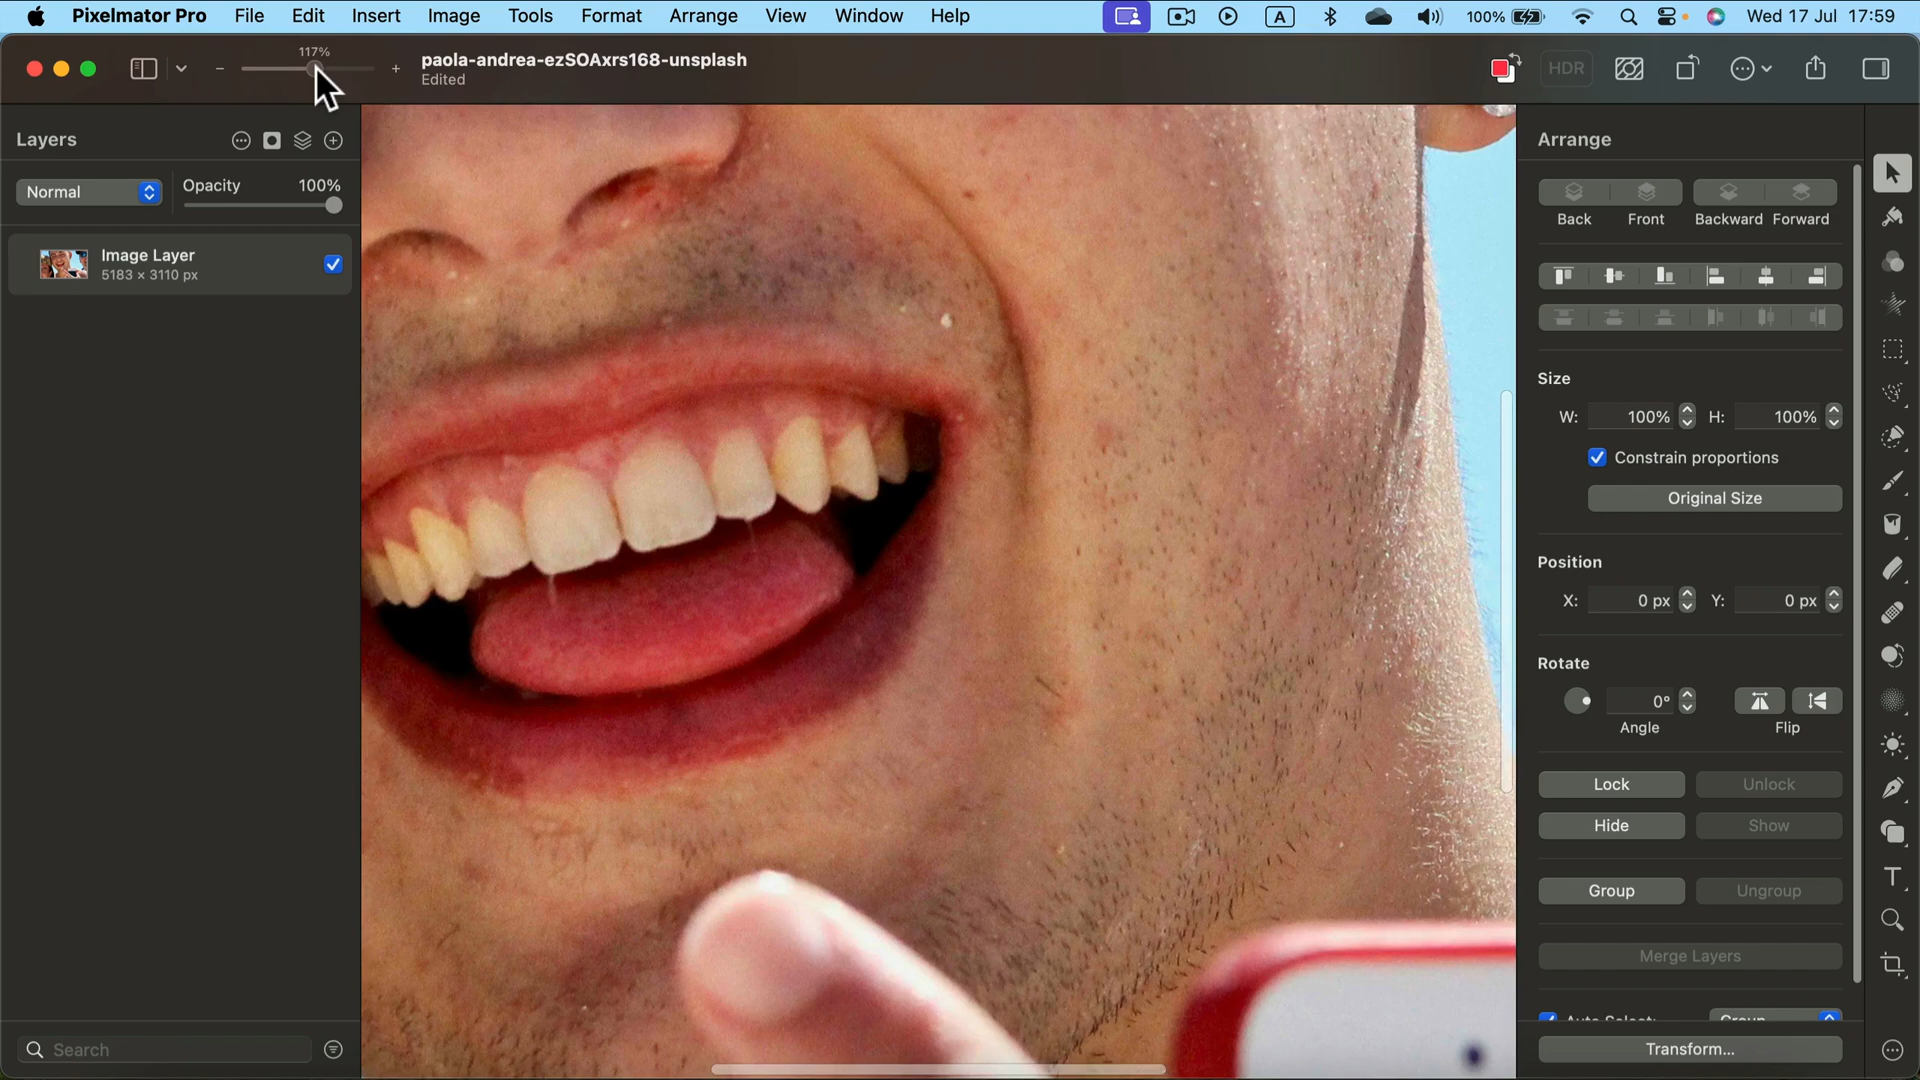 Pixelmator Pro File Edit Insert Image Tools Format Arrange View Window Help A 100% Wed 17 Jul 17:59
117%
paola-andrea-ezSOAxrs168-unsplash
Edited
HDR
Layers
Normal Opacity 100%
Image Layer
5183 × 3110 px
Search
Arrange
Back Front Backward Forward
Size
W: 100% H: 100%
Constrain proportions
Original Size
Position
X: 0 px Y: 0 px
Rotate
0°
Angle Flip
Lock Unlock
Hide Show
Group Ungroup
Merge Layers
Auto Select: Group
Transform...